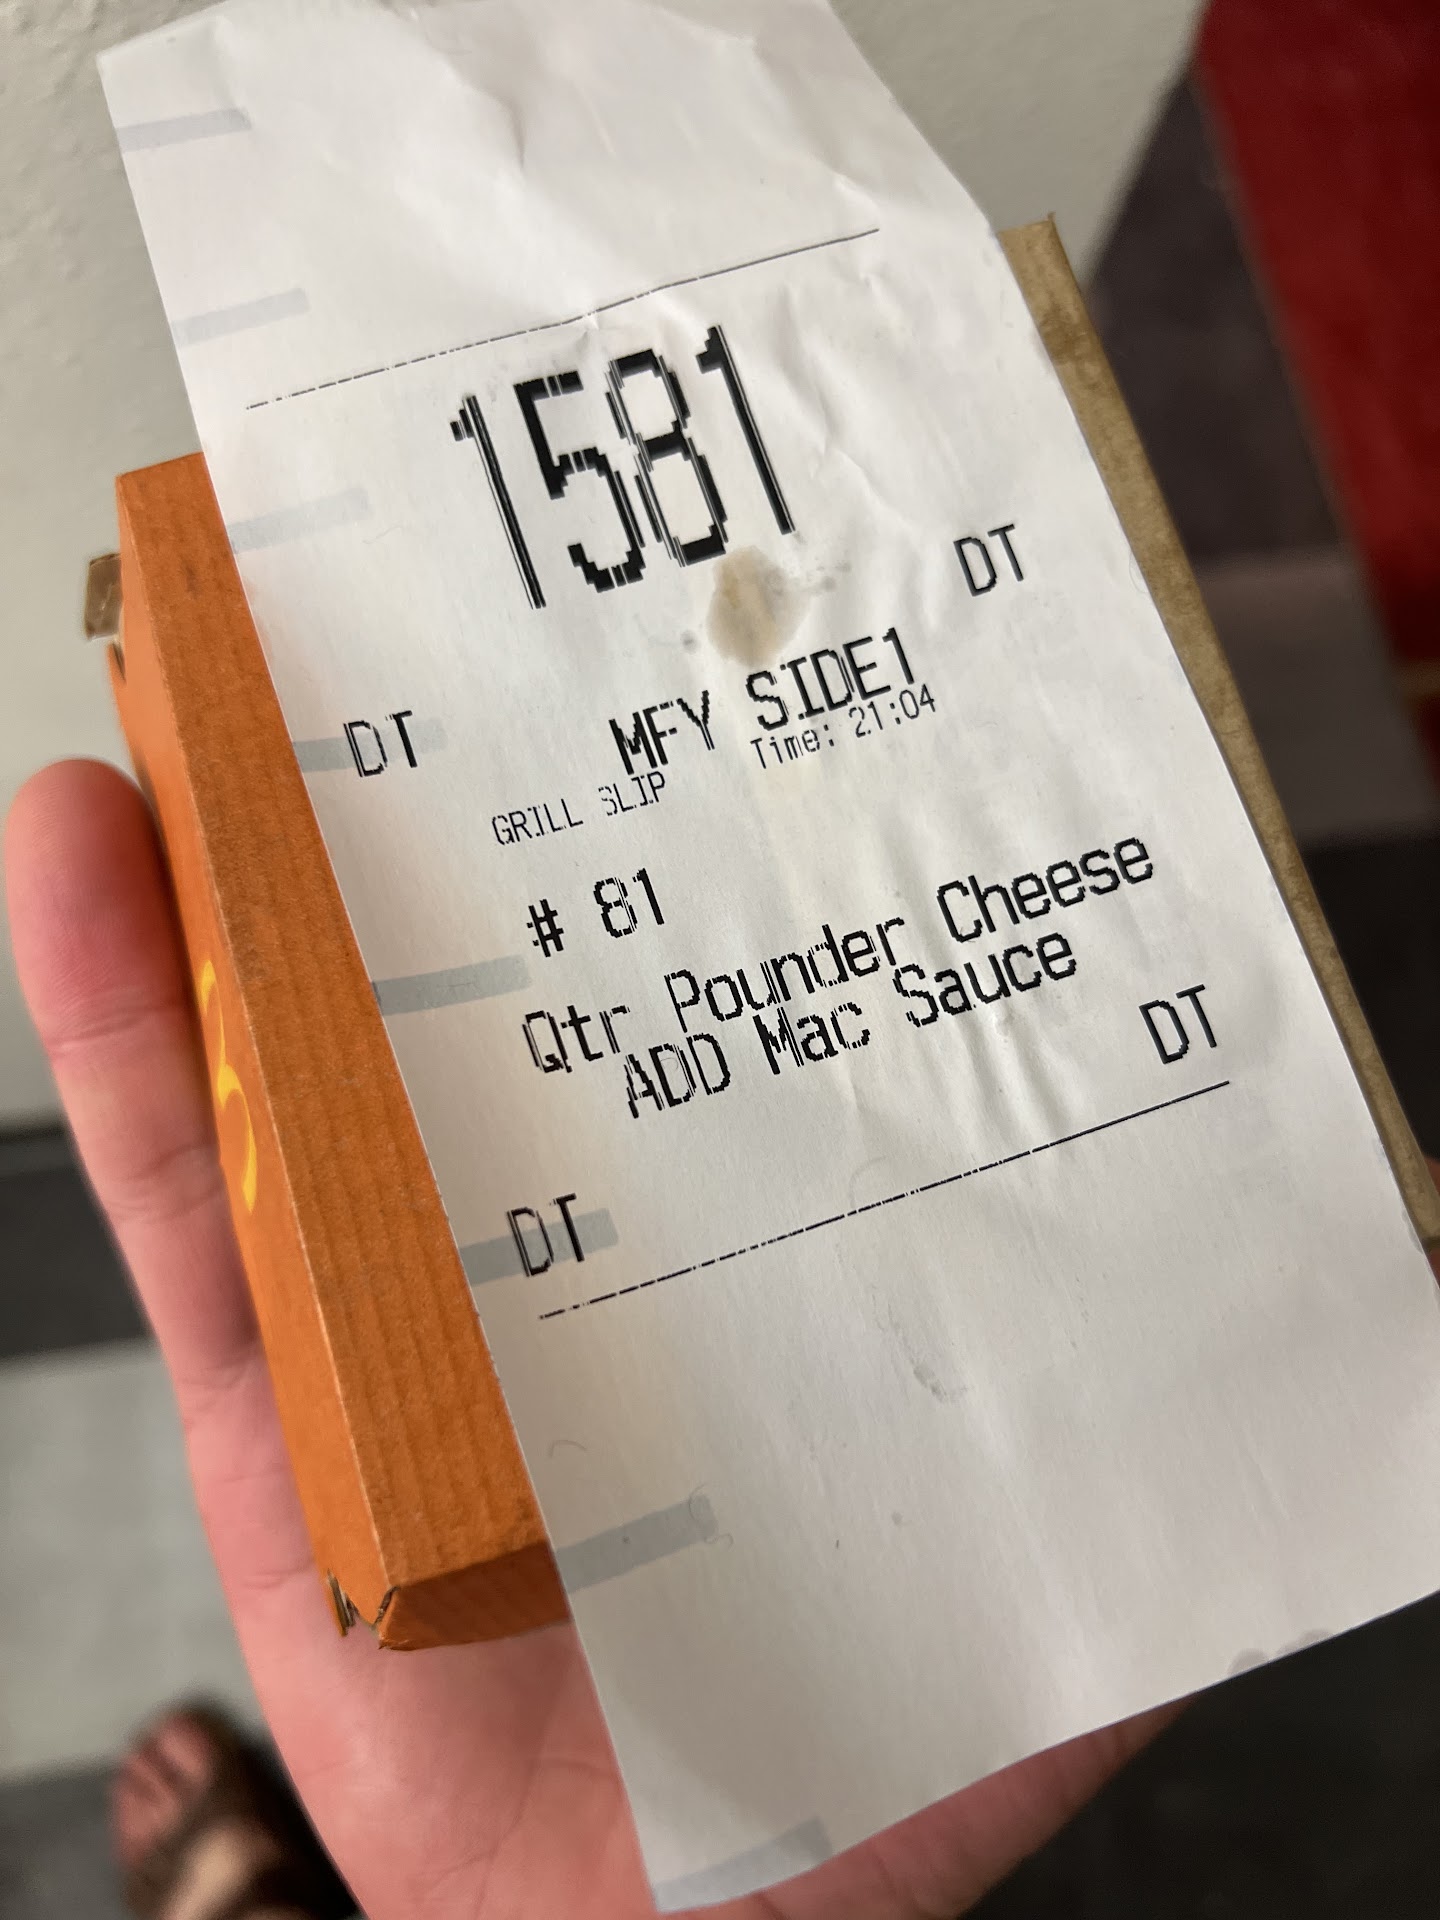 1581
DT
MFY SIDE1
DT
Time: 21:04
GRILL SLIP
# 81
Qtr Pounder Cheese
ADD Mac Sauce
DT
DT